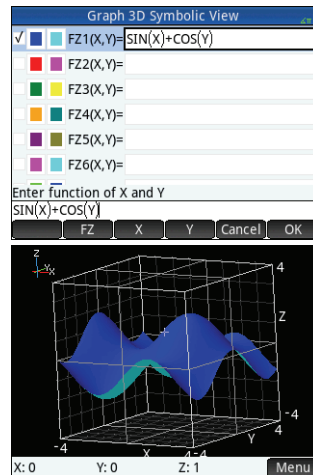 Graph 3D Symbolic View
FZ1(X,Y)= SIN(X)+COS(Y)
FZ2(X,Y)=
FZ3(X,Y)=
FZ4(X,Y)=
FZ5(X,Y)=
FZ6(X,Y)=
Enter function of X and Y
SIN(X)+COS(Y)
FZ X Y Cancel OK
Z
Y
X
4
Z
-4
-4 X 4 -4 Y 4
X: 0 Y: 0 Z: 1 Menu